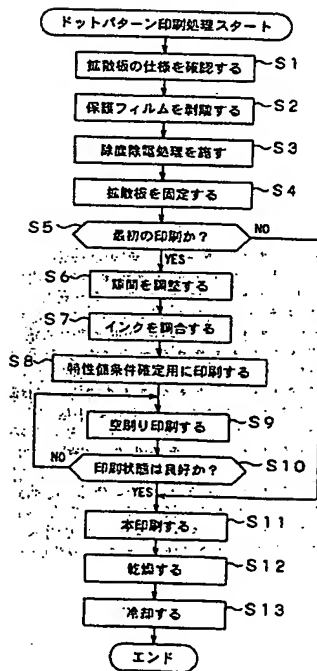 ドットパターン印刷処理スタート
拡散板の仕様を確認する S1
保護フィルムを剥離する S2
除塵除電処理を施す S3
拡散板を固定する S4
S5 最初の印刷か? NO
YES
S6 隙間を調整する
S7 インクを調合する
S8 特性値条件確定用に印刷する
空刷り印刷する S9
NO 印刷状態は良好か? S10
YES
本印刷する S11
乾燥する S12
冷却する S13
エンド